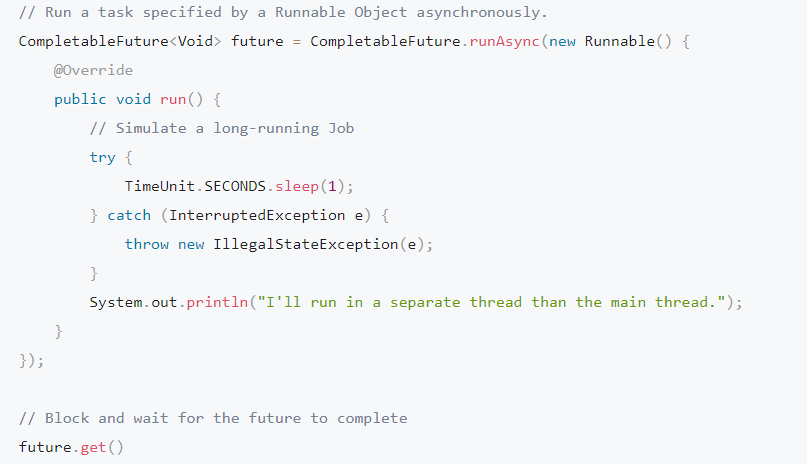 // Run a task specified by a Runnable Object asynchronously.
CompletableFuture<Void> future = CompletableFuture.runAsync(new Runnable() {
    @Override
    public void run() {
        // Simulate a long-running Job
        try {
            TimeUnit.SECONDS.sleep(1);
        } catch (InterruptedException e) {
            throw new IllegalStateException(e);
        }
        System.out.println("I'll run in a separate thread than the main thread.");
    }
});

// Block and wait for the future to complete
future.get()